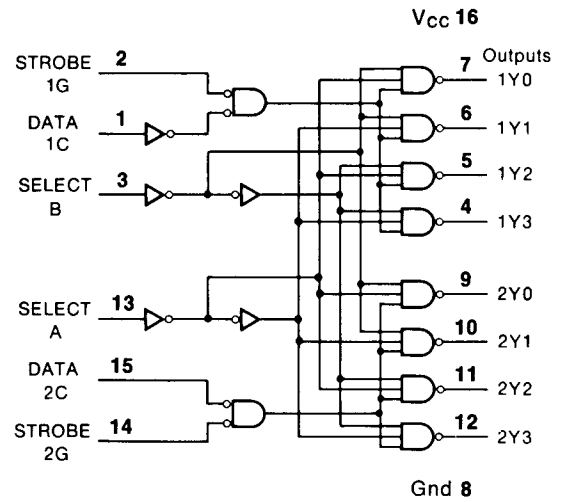 VCC 16
Outputs
STROBE 2
1G
DATA 1
1C
SELECT 3
B
SELECT 13
A
DATA 15
2C
STROBE 14
2G
7 1Y0
6 1Y1
5 1Y2
4 1Y3
9 2Y0
10 2Y1
11 2Y2
12 2Y3
Gnd 8